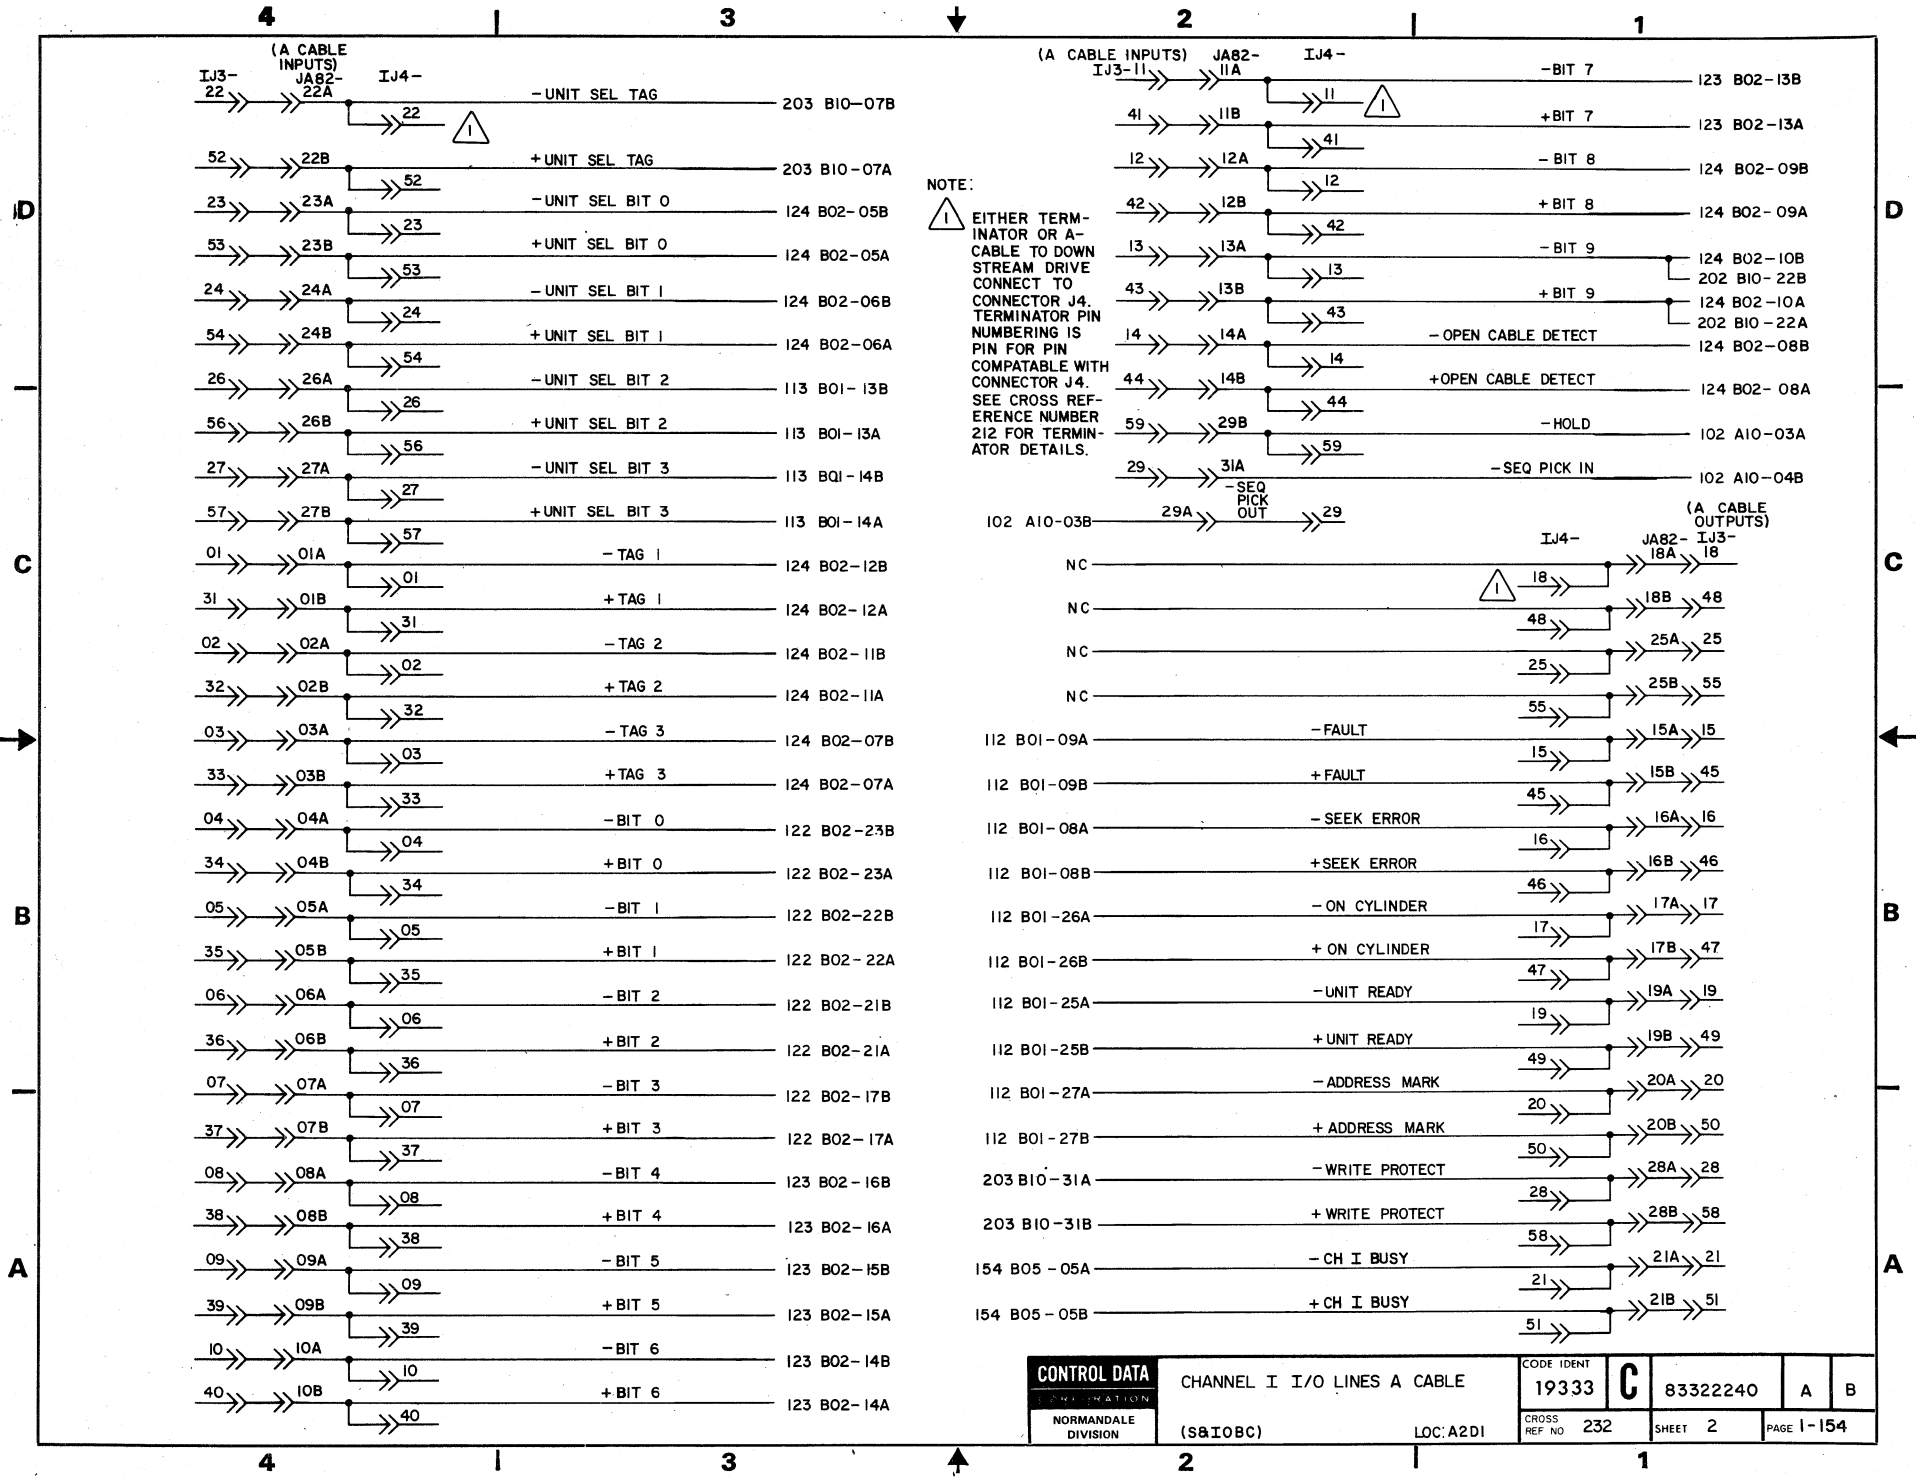 4 3 2 1
(A CABLE
INPUTS)
IJ3- JA82- IJ4-
22 22A -UNIT SEL TAG 203 B10-07B
22 1
52 22B +UNIT SEL TAG 203 B10-07A
52
23 23A -UNIT SEL BIT 0 124 B02-05B
23
53 23B +UNIT SEL BIT 0 124 B02-05A
53
24 24A -UNIT SEL BIT 1 124 B02-06B
24
54 24B +UNIT SEL BIT 1 124 B02-06A
54
26 26A -UNIT SEL BIT 2 113 B01-13B
26
56 26B +UNIT SEL BIT 2 113 B01-13A
56
27 27A -UNIT SEL BIT 3 113 B01-14B
27
57 27B +UNIT SEL BIT 3 113 B01-14A
57
01 01A -TAG 1 124 B02-12B
01
31 01B +TAG 1 124 B02-12A
31
02 02A -TAG 2 124 B02-11B
02
32 02B +TAG 2 124 B02-11A
32
03 03A -TAG 3 124 B02-07B
03
33 03B +TAG 3 124 B02-07A
33
04 04A -BIT 0 122 B02-23B
04
34 04B +BIT 0 122 B02-23A
34
05 05A -BIT 1 122 B02-22B
05
35 05B +BIT 1 122 B02-22A
35
06 06A -BIT 2 122 B02-21B
06
36 06B +BIT 2 122 B02-21A
36
07 07A -BIT 3 122 B02-17B
07
37 07B +BIT 3 122 B02-17A
37
08 08A -BIT 4 123 B02-16B
08
38 08B +BIT 4 123 B02-16A
38
09 09A -BIT 5 123 B02-15B
09
39 09B +BIT 5 123 B02-15A
39
10 10A -BIT 6 123 B02-14B
10
40 10B +BIT 6 123 B02-14A
40
NOTE:
1 EITHER TERM-
INATOR OR A-
CABLE TO DOWN
STREAM DRIVE
CONNECT TO
CONNECTOR J4.
TERMINATOR PIN
NUMBERING IS
PIN FOR PIN
COMPATABLE WITH
CONNECTOR J4.
SEE CROSS REF-
ERENCE NUMBER
212 FOR TERMIN-
ATOR DETAILS.
(A CABLE INPUTS) JA82- IJ4-
IJ3-11 11A -BIT 7 123 B02-13B
11 1
41 11B +BIT 7 123 B02-13A
41
12 12A -BIT 8 124 B02-09B
12
42 12B +BIT 8 124 B02-09A
42
13 13A -BIT 9 124 B02-10B
13 202 B10-22B
43 13B +BIT 9 124 B02-10A
43 202 B10-22A
14 14A -OPEN CABLE DETECT 124 B02-08B
14
44 14B +OPEN CABLE DETECT 124 B02-08A
44
59 29B -HOLD 102 A10-03A
59
29 31A -SEQ PICK IN 102 A10-04B
-SEQ
PICK
OUT
102 A10-03B 29A 29
(A CABLE
OUTPUTS)
IJ4- JA82- IJ3-
NC 18A 18
1 18
NC 18B 48
48
NC 25A 25
25
NC 25B 55
55
112 B01-09A -FAULT 15A 15
15
112 B01-09B +FAULT 15B 45
45
112 B01-08A -SEEK ERROR 16A 16
16
112 B01-08B +SEEK ERROR 16B 46
46
112 B01-26A -ON CYLINDER 17A 17
17
112 B01-26B +ON CYLINDER 17B 47
47
112 B01-25A -UNIT READY 19A 19
19
112 B01-25B +UNIT READY 19B 49
49
112 B01-27A -ADDRESS MARK 20A 20
20
112 B01-27B +ADDRESS MARK 20B 50
50
203 B10-31A -WRITE PROTECT 28A 28
28
203 B10-31B +WRITE PROTECT 28B 58
58
154 B05-05A -CH I BUSY 21A 21
21
154 B05-05B +CH I BUSY 21B 51
51
D D
C C
B B
A A
CONTROL DATA
CORPORATION
NORMANDALE
DIVISION
CHANNEL I I/O LINES A CABLE
(S&IOBC) LOC: A2D1
CODE IDENT
19333 C 83322240 A B
CROSS
REF NO 232 SHEET 2 PAGE 1-154
4 3 2 1